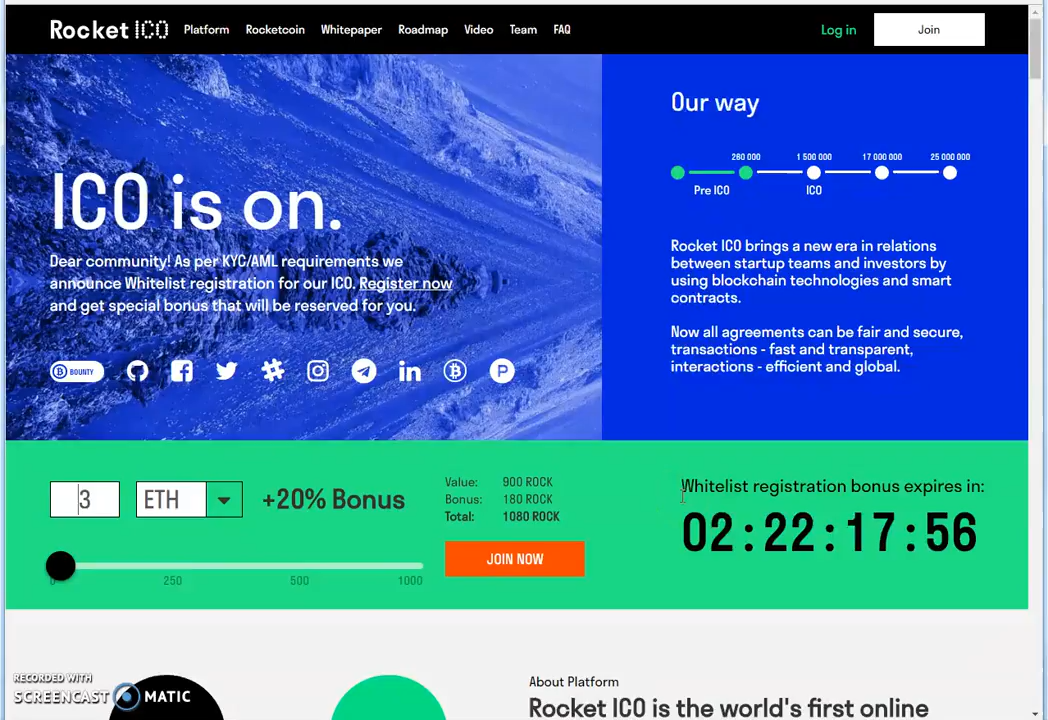 Rocket ICO Platform Rocketcoin Whitepaper Roadmap Video Team FAQ Log in Join
Our way
260 000 1 500 000 17 000 000 25 000 000
Pre ICO ICO
ICO is on.
Dear community! As per KYC/AML requirements we
announce Whitelist registration for our ICO. Register now
and get special bonus that will be reserved for you.
BOUNTY
Rocket ICO brings a new era in relations
between startup teams and investors by
using blockchain technologies and smart
contracts.
Now all agreements can be fair and secure,
transactions - fast and transparent,
interactions - efficient and global.
3 ETH +20% Bonus
0 250 500 1000
Value: 900 ROCK
Bonus: 180 ROCK
Total: 1080 ROCK
JOIN NOW
Whitelist registration bonus expires in:
02:22:17:56
About Platform
Rocket ICO is the world's first online
RECORDED WITH
SCREENCAST MATIC